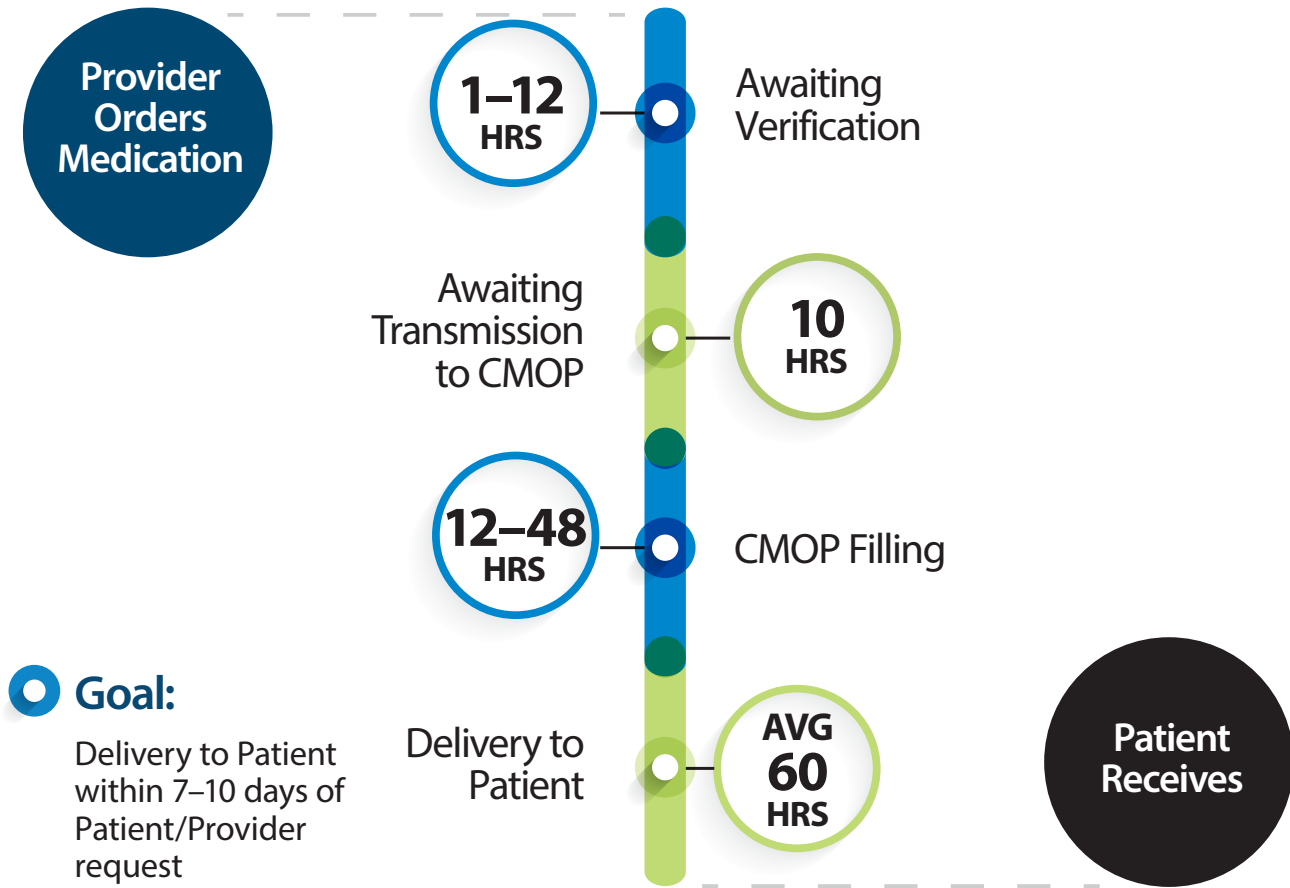 Provider
Orders
Medication
1–12
HRS
Awaiting
Verification
Awaiting
Transmission
to CMOP
10
HRS
12–48
HRS
CMOP Filling
Goal:
Delivery to Patient
within 7–10 days of
Patient/Provider
request
Delivery to
Patient
AVG
60
HRS
Patient
Receives